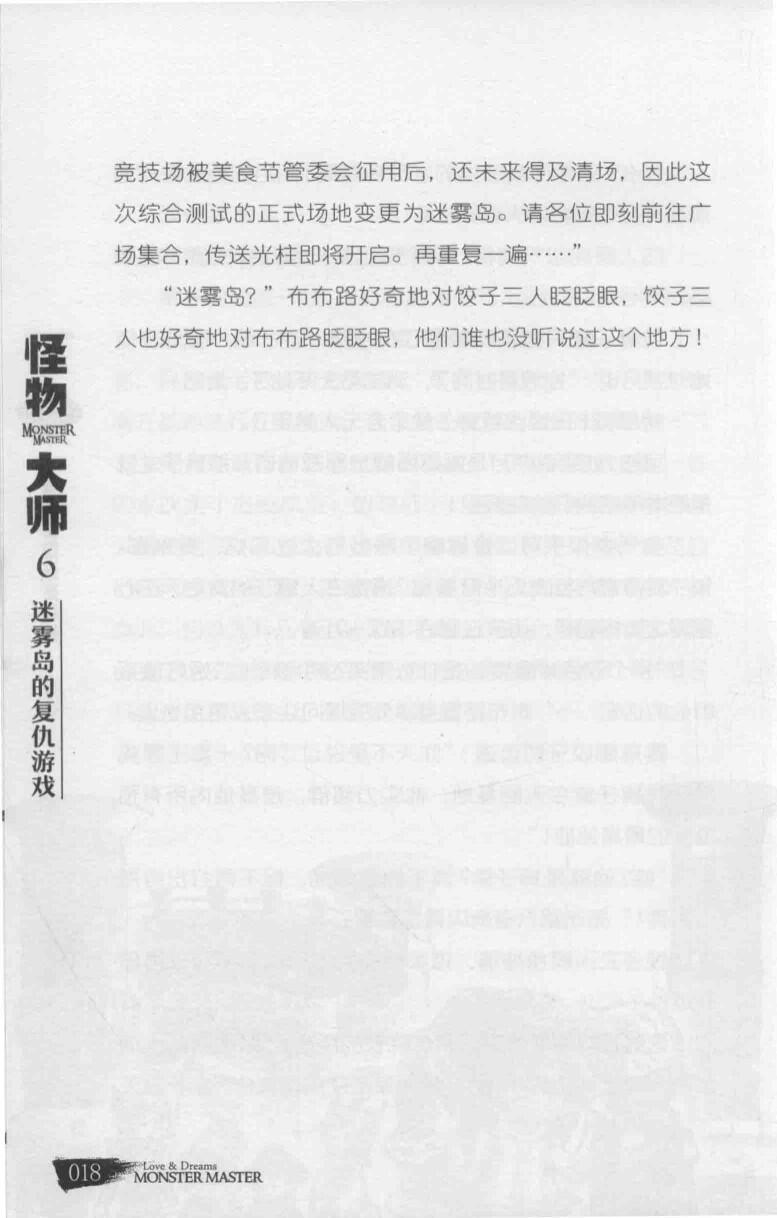 竞技场被美食节管委会征用后，还未来得及清场，因此这
次综合测试的正式场地变更为迷雾岛。请各位即刻前往广
场集合，传送光柱即将开启。再重复一遍……”
“迷雾岛？”布布路好奇地对饺子三人眨眨眼，饺子三
人也好奇地对布布路眨眨眼，他们谁也没听说过这个地方！
怪物
MONSTER
MASTER
大师
6
迷雾岛的复仇游戏
018
Love & Dreams
MONSTER MASTER